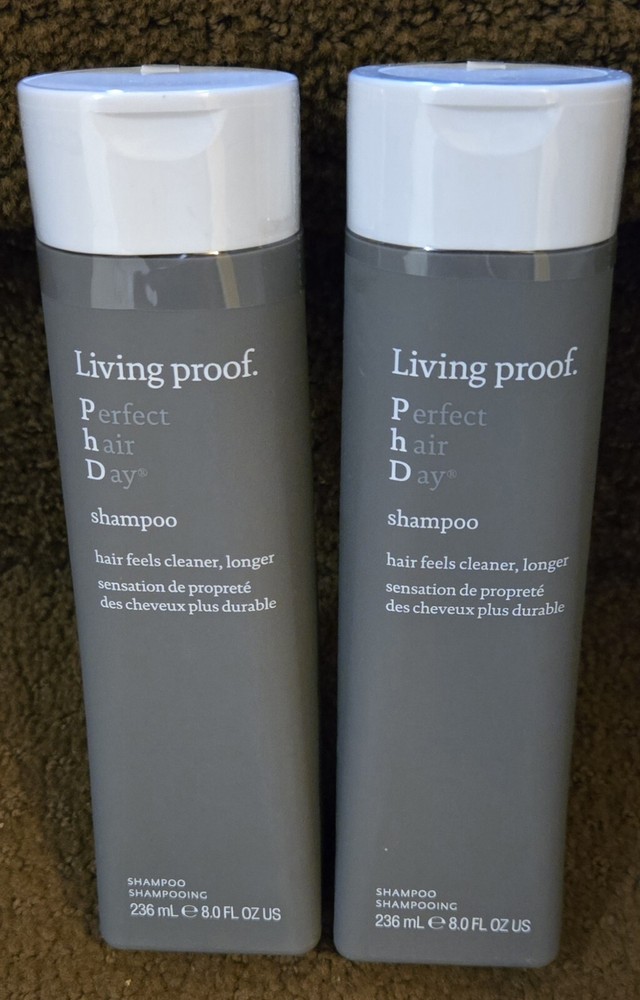 Living proof.
Perfect
hair
Day®
shampoo
hair feels cleaner, longer
sensation de propreté
des cheveux plus durable
SHAMPOO
SHAMPOOING
236 mL ℮ 8.0 FL OZ US
Living proof.
Perfect
hair
Day®
shampoo
hair feels cleaner, longer
sensation de propreté
des cheveux plus durable
SHAMPOO
SHAMPOOING
236 mL ℮ 8.0 FL OZ US